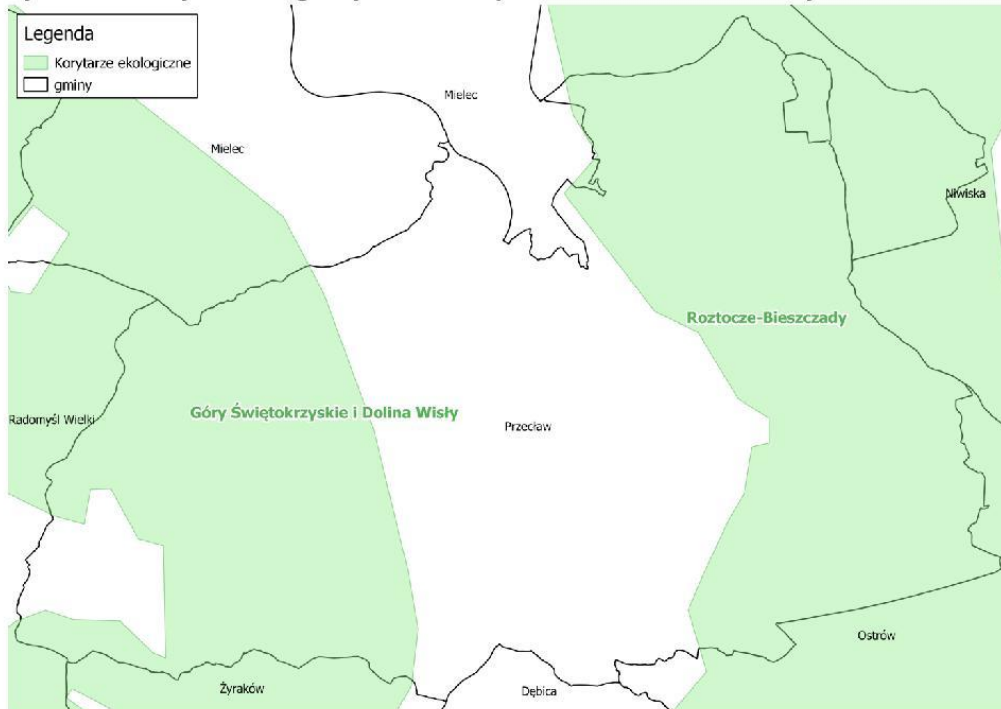 Legenda
Korytarze ekologiczne
gminy
Mielec
Mielec
Niwiska
Roztocze-Bieszczady
Góry Świętokrzyskie i Dolina Wisły
Radomyśl Wielki
Przecław
Ostrów
Żyraków
Dębica